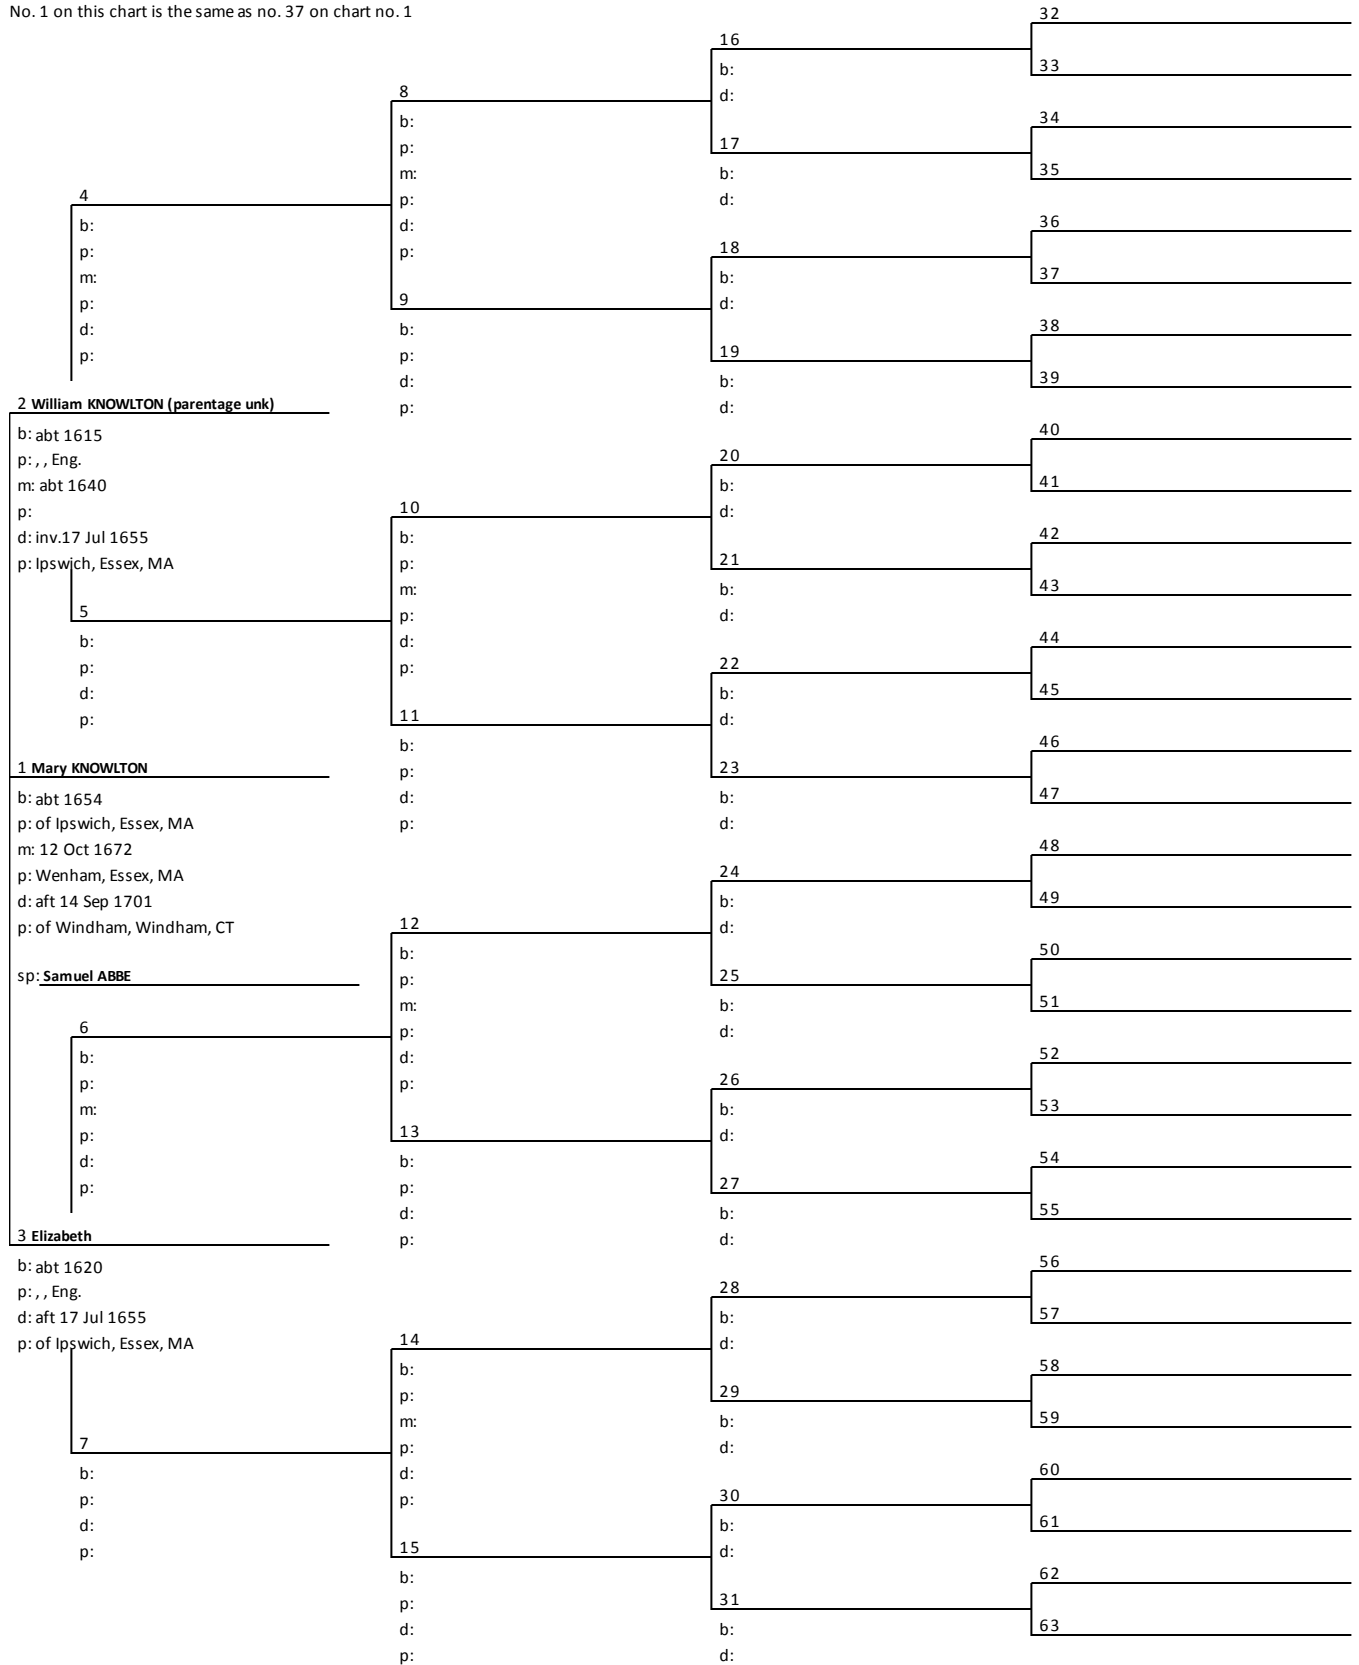 No. 1 on this chart is the same as no. 37 on chart no. 1
4
b:
p:
m:
p:
d:
p:
2 William KNOWLTON (parentage unk)
b: abt 1615
p: , , Eng.
m: abt 1640
p:
d: inv.17 Jul 1655
p: Ipswich, Essex, MA
5
b:
p:
d:
p:
1 Mary KNOWLTON
b: abt 1654
p: of Ipswich, Essex, MA
m: 12 Oct 1672
p: Wenham, Essex, MA
d: aft 14 Sep 1701
p: of Windham, Windham, CT
sp: Samuel ABBE
6
b:
p:
m:
p:
d:
p:
3 Elizabeth
b: abt 1620
p: , , Eng.
d: aft 17 Jul 1655
p: of Ipswich, Essex, MA
7
b:
p:
d:
p:
8
b:
p:
m:
p:
d:
p:
9
b:
p:
d:
p:
10
b:
p:
m:
p:
d:
p:
11
b:
p:
d:
p:
12
b:
p:
m:
p:
d:
p:
13
b:
p:
d:
p:
14
b:
p:
m:
p:
d:
p:
15
b:
p:
d:
p:
16
b:
d:
17
b:
d:
18
b:
d:
19
b:
d:
20
b:
d:
21
b:
d:
22
b:
d:
23
b:
d:
24
b:
d:
25
b:
d:
26
b:
d:
27
b:
d:
28
b:
d:
29
b:
d:
30
b:
d:
31
b:
d:
32
33
34
35
36
37
38
39
40
41
42
43
44
45
46
47
48
49
50
51
52
53
54
55
56
57
58
59
60
61
62
63